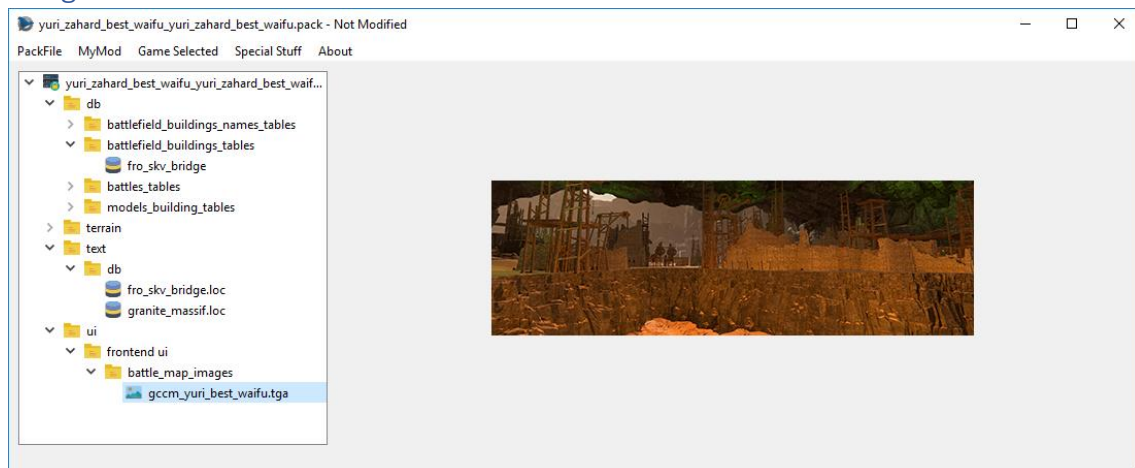 yuri_zahard_best_waifu_yuri_zahard_best_waifu.pack - Not Modified
PackFile MyMod Game Selected Special Stuff About
yuri_zahard_best_waifu_yuri_zahard_best_waif...
db
battlefield_buildings_names_tables
battlefield_buildings_tables
fro_skv_bridge
battles_tables
models_building_tables
terrain
text
db
fro_skv_bridge.loc
granite_massif.loc
ui
frontend ui
battle_map_images
gccm_yuri_best_waifu.tga